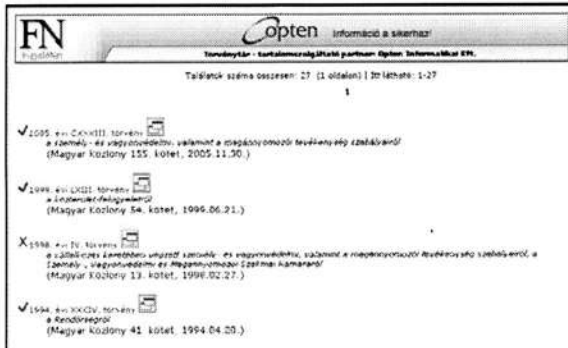 FN
opten Információ a sikerhez!
Törvénytár - tartalomszolgáltató partner: Opten Informatikai Kft.
Találatok száma összesen: 27 (1 oldalon) | Itt látható: 1-27
1
2005. évi CXXXIII. törvény
a személy- és vagyonvédelmi, valamint a magánnyomozói tevékenység szabályairól
(Magyar Közlöny 155. kötet, 2005.11.30.)
1999. évi LXIII. törvény
a közterület-felügyeletről
(Magyar Közlöny 54. kötet, 1999.06.21.)
X 1998. évi IV. törvény
a vállalkozás keretében végzett személy- és vagyonvédelmi, valamint a magánnyomozói tevékenység szabályairól, a
Személy-, Vagyonvédelmi és Magánnyomozói Szakmai Kamaráról
(Magyar Közlöny 13. kötet, 1998.02.27.)
1994. évi XXXIV. törvény
a Rendőrségről
(Magyar Közlöny 41. kötet, 1994.04.20.)